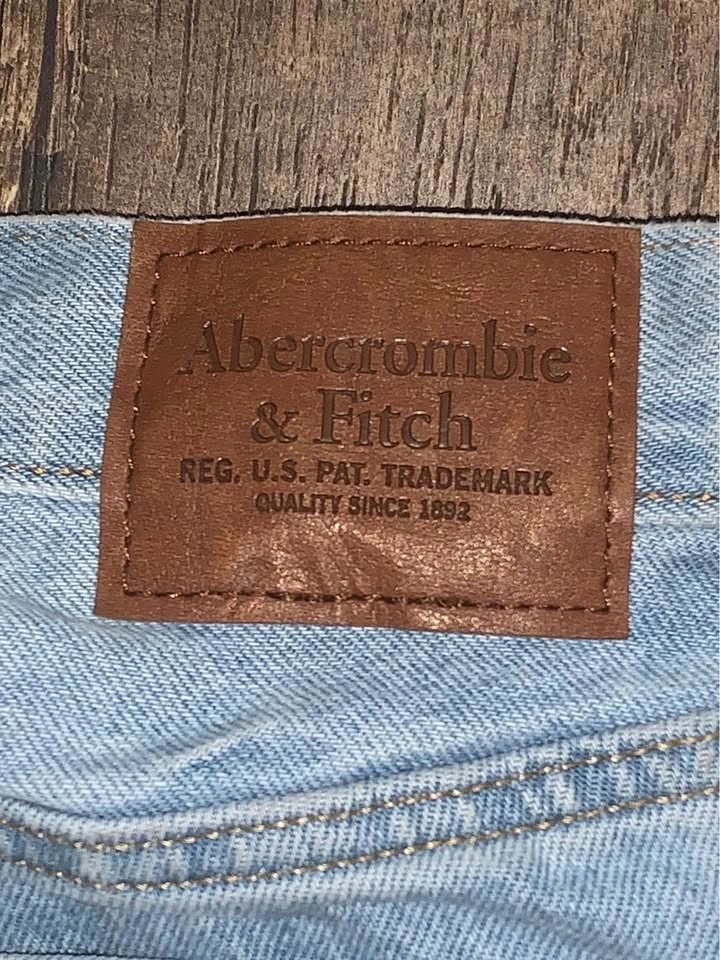 Abercrombie
& Fitch
REG. U.S. PAT. TRADEMARK
QUALITY SINCE 1892